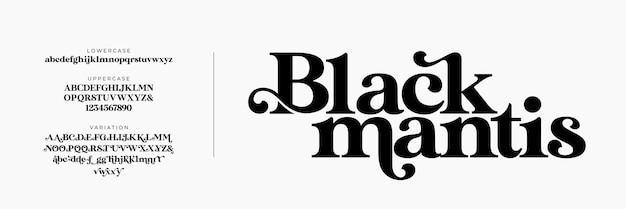 LOWERCASE
abcdefghijklmnopqrstuvwxyz
UPPERCASE
ABCDEFGHIJKLMN
OPQRSTUVWXYZ&
1234567890
VARIATION
Black
mantis